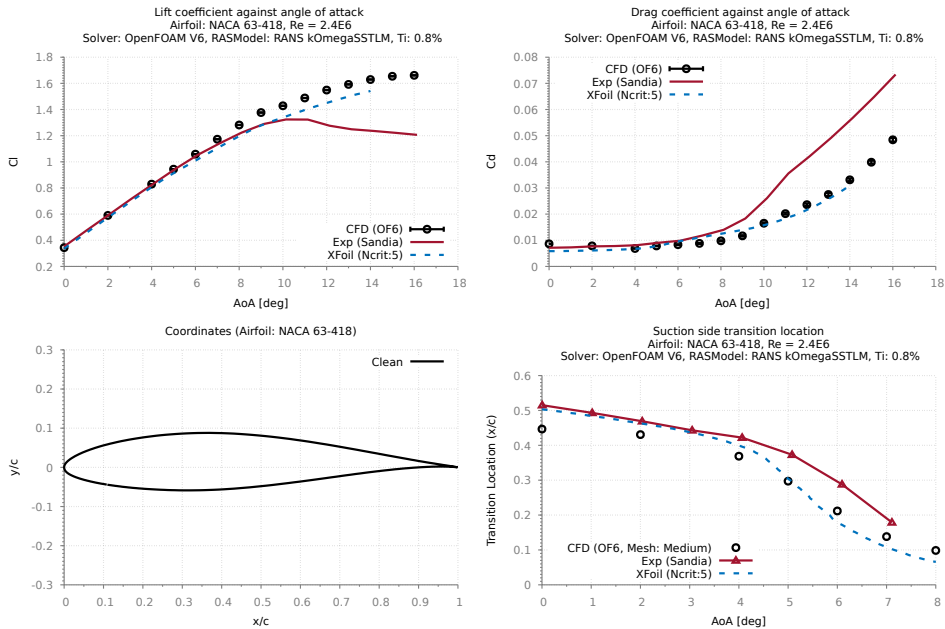 Lift coefficient against angle of attack
Airfoil: NACA 63-418, Re = 2.4E6
Solver: OpenFOAM V6, RASModel: RANS kOmegaSSTLM, Ti: 0.8%
1.8
1.6
1.4
1.2
1
0.8
0.6
0.4
0.2
Cl
CFD (OF6)
Exp (Sandia)
XFoil (Ncrit:5)
0 2 4 6 8 10 12 14 16 18
AoA [deg]
Drag coefficient against angle of attack
Airfoil: NACA 63-418, Re = 2.4E6
Solver: OpenFOAM V6, RASModel: RANS kOmegaSSTLM, Ti: 0.8%
0.08
0.07
0.06
0.05
0.04
0.03
0.02
0.01
0
Cd
CFD (OF6)
Exp (Sandia)
XFoil (Ncrit:5)
0 2 4 6 8 10 12 14 16 18
AoA [deg]
Coordinates (Airfoil: NACA 63-418)
0.3
0.2
0.1
0
-0.1
-0.2
-0.3
y/c
Clean
0 0.1 0.2 0.3 0.4 0.5 0.6 0.7 0.8 0.9 1
x/c
Suction side transition location
Airfoil: NACA 63-418, Re = 2.4E6
Solver: OpenFOAM V6, RASModel: RANS kOmegaSSTLM, Ti: 0.8%
0.6
0.5
0.4
0.3
0.2
0.1
0
Transition Location (x/c)
CFD (OF6, Mesh: Medium)
Exp (Sandia)
XFoil (Ncrit:5)
0 1 2 3 4 5 6 7 8
AoA [deg]